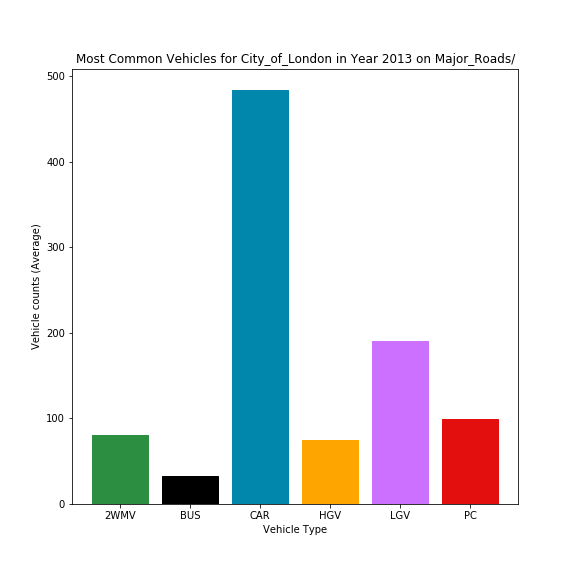 Most Common Vehicles for City_of_London in Year 2013 on Major_Roads/
500
400
300
200
100
0
Vehicle counts (Average)
2WMV BUS CAR HGV LGV PC
Vehicle Type